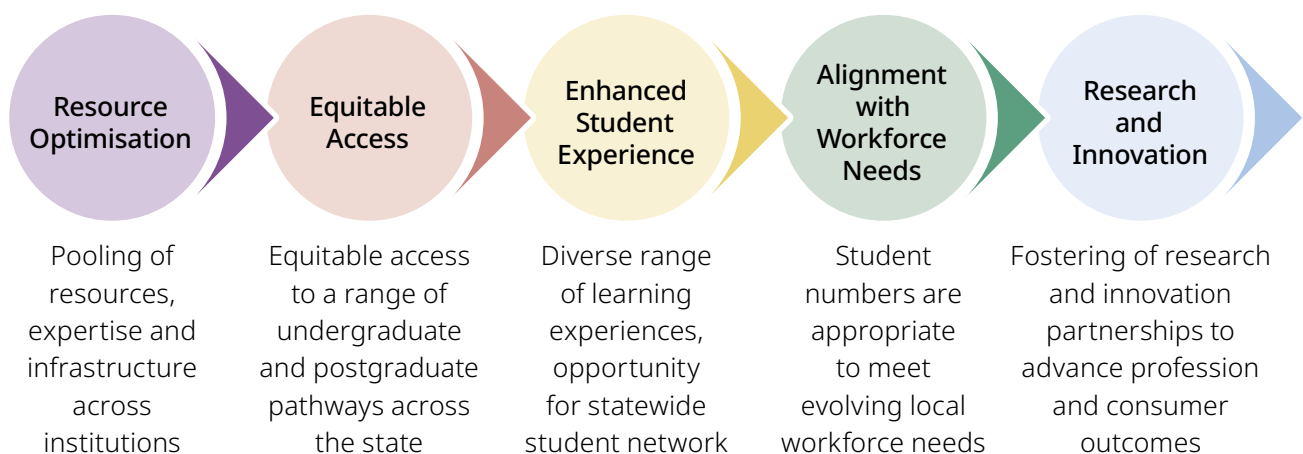 Resource
Optimisation
Pooling of
resources,
expertise and
infrastructure
across
institutions
Equitable
Access
Equitable access
to a range of
undergraduate
and postgraduate
pathways across
the state
Enhanced
Student
Experience
Diverse range
of learning
experiences,
opportunity
for statewide
student network
Alignment
with
Workforce
Needs
Student
numbers are
appropriate
to meet
evolving local
workforce needs
Research
and
Innovation
Fostering of research
and innovation
partnerships to
advance profession
and consumer
outcomes